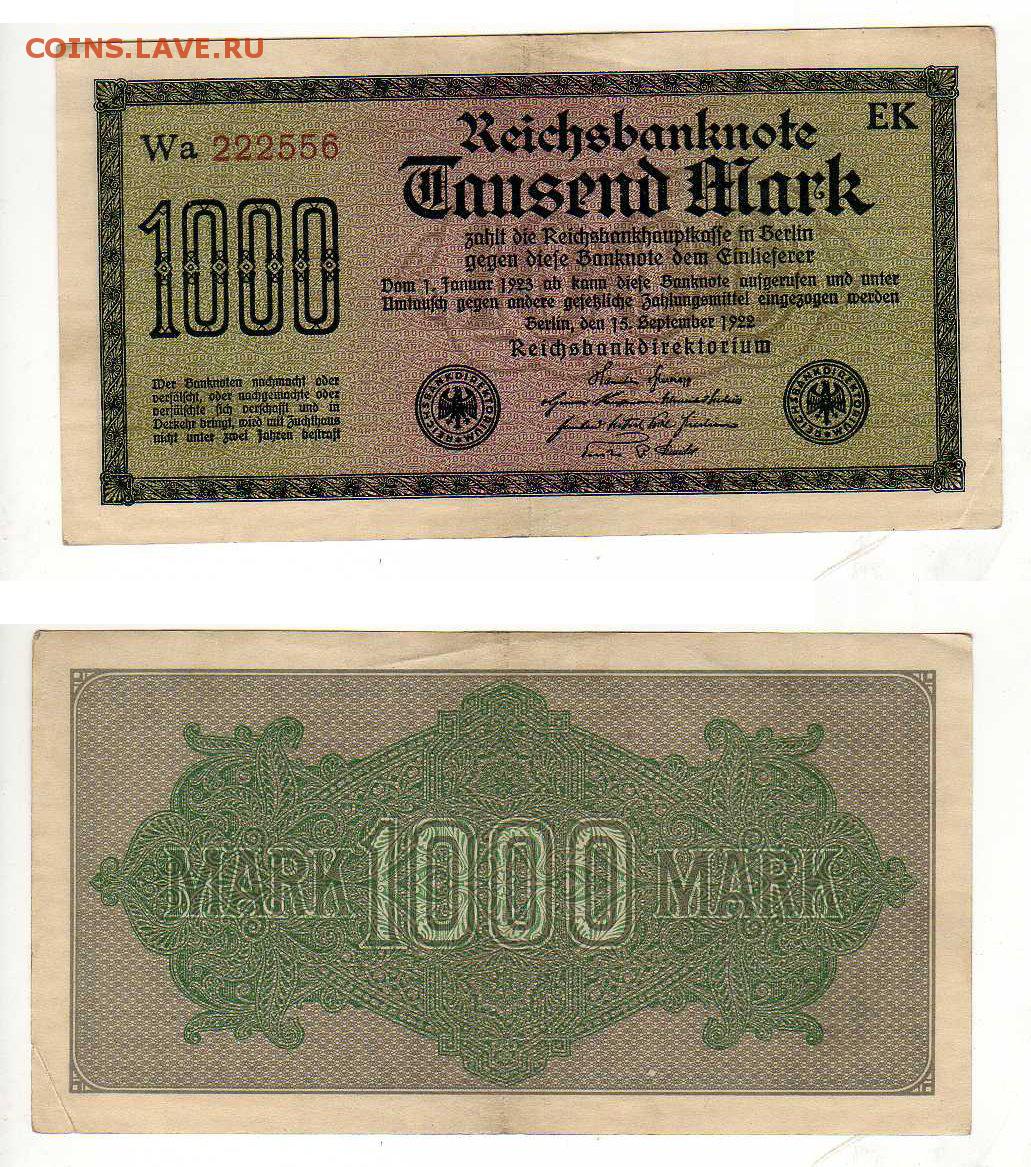 COINS.LAVE.RU
Wa 222556
EK
Reichsbanknote
Tausend Mark
zahlt die Reichsbankhauptkasse in Berlin
gegen diese Banknote dem Einlieferer
Vom 1. Januar 1923 ab kann diese Banknote aufgerufen und unter
Umtausch gegen andere gesetzliche Zahlungsmittel eingezogen werden
Berlin, den 15. September 1922
Reichsbankdirektorium
1000
Wer Banknoten nachmacht oder
verfälscht, oder nachgemachte oder
verfälschte sich verschafft und in
Verkehr bringt, wird mit Zuchthaus
nicht unter zwei Jahren bestraft
REICHSBANKDIREKTORIUM
REICHSBANKDIREKTORIUM
MARK 1000 MARK